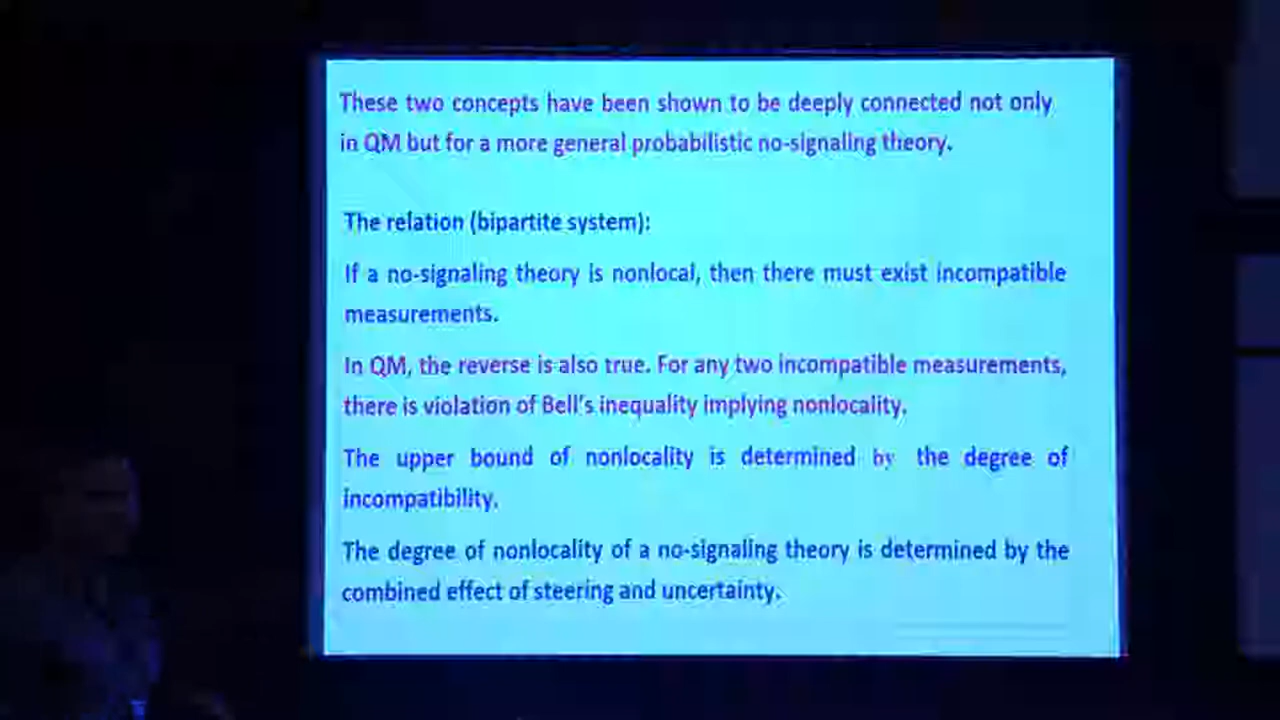 These two concepts have been shown to be deeply connected not only
in QM but for a more general probabilistic no-signaling theory.
The relation (bipartite system):
If a no-signaling theory is nonlocal, then there must exist incompatible
measurements.
In QM, the reverse is also true. For any two incompatible measurements,
there is violation of Bell's inequality implying nonlocality.
The upper bound of nonlocality is determined by the degree of
incompatibility.
The degree of nonlocality of a no-signaling theory is determined by the
combined effect of steering and uncertainty.